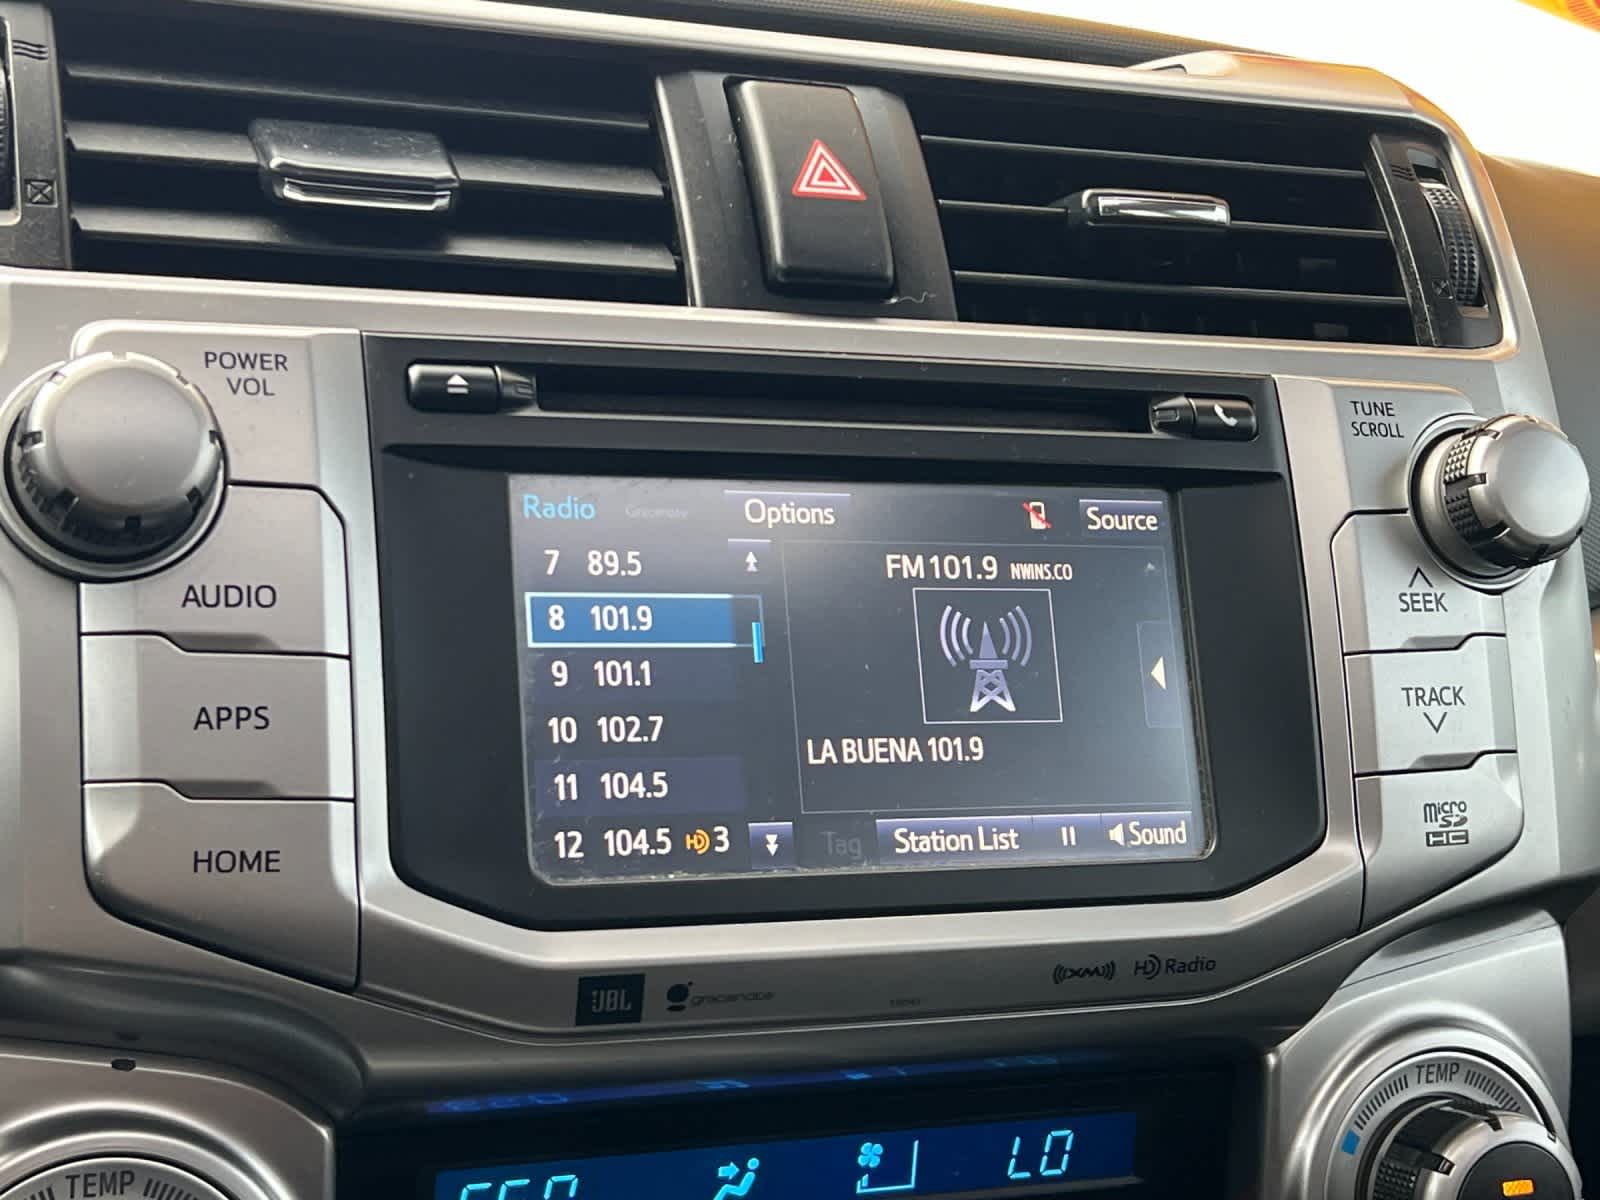 POWER
VOL
TUNE
SCROLL
Radio Gracenote Options Source
7 89.5
8 101.9
9 101.1
10 102.7
11 104.5
12 104.5 HD 3
FM 101.9 NWINS.CO
LA BUENA 101.9
Tag Station List Sound
AUDIO
APPS
HOME
SEEK
TRACK
micro
SD
HC
JBL gracenote
((XM)) HD Radio
LO
TEMP
TEMP